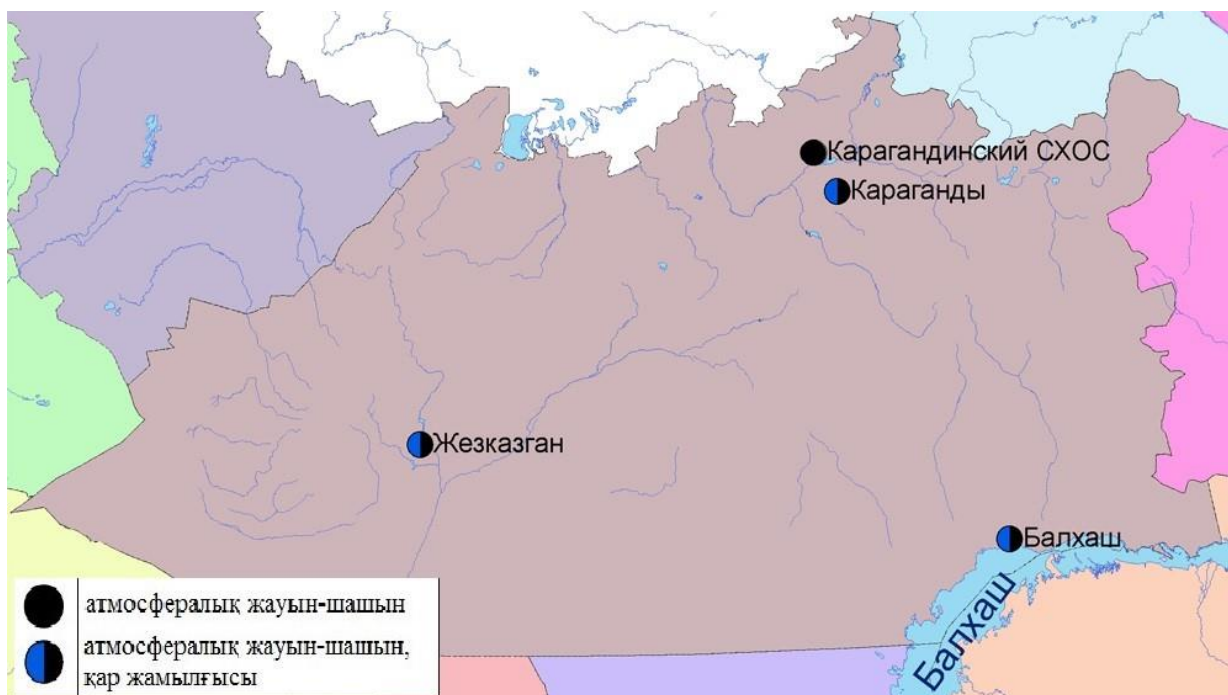 Карагандинский СХОС
Караганды
Жезказган
Балхаш
Балхаш
атмосфералық жауын-шашын
атмосфералық жауын-шашын,
қар жамылғысы